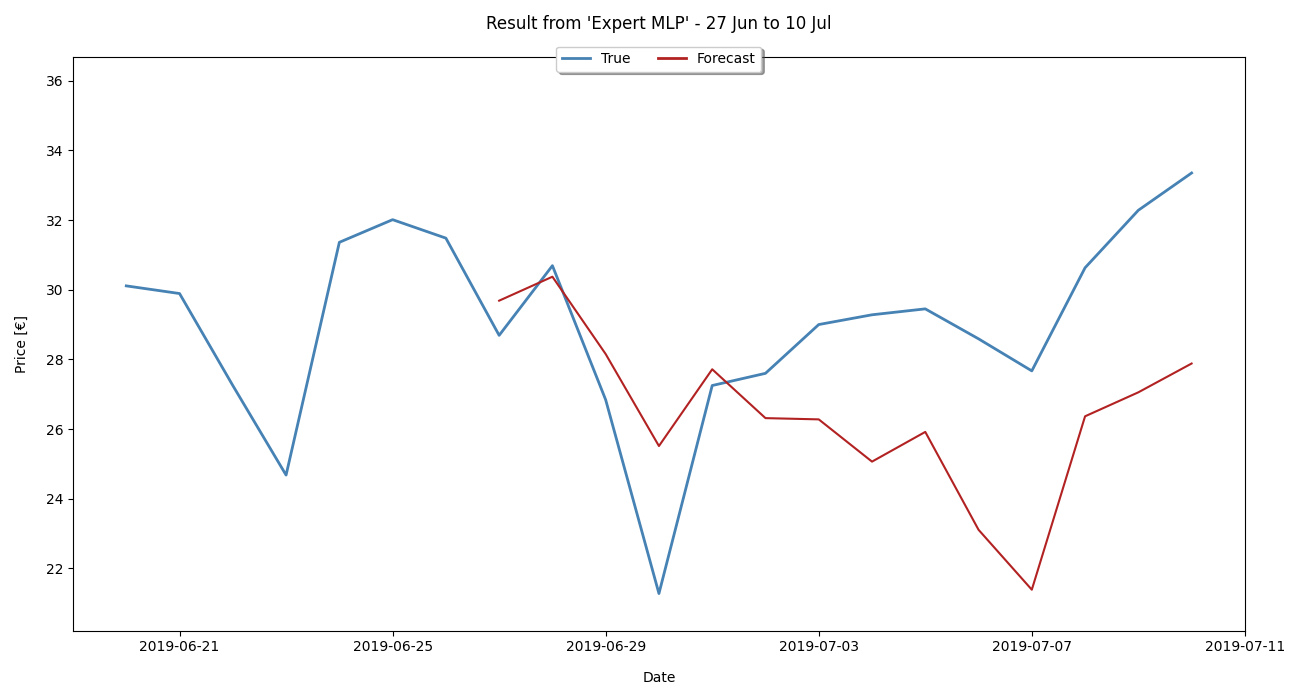 Result from 'Expert MLP' - 27 Jun to 10 Jul
True Forecast
36
34
32
30
28
26
24
22
Price [€]
2019-06-21 2019-06-25 2019-06-29 2019-07-03 2019-07-07 2019-07-11
Date